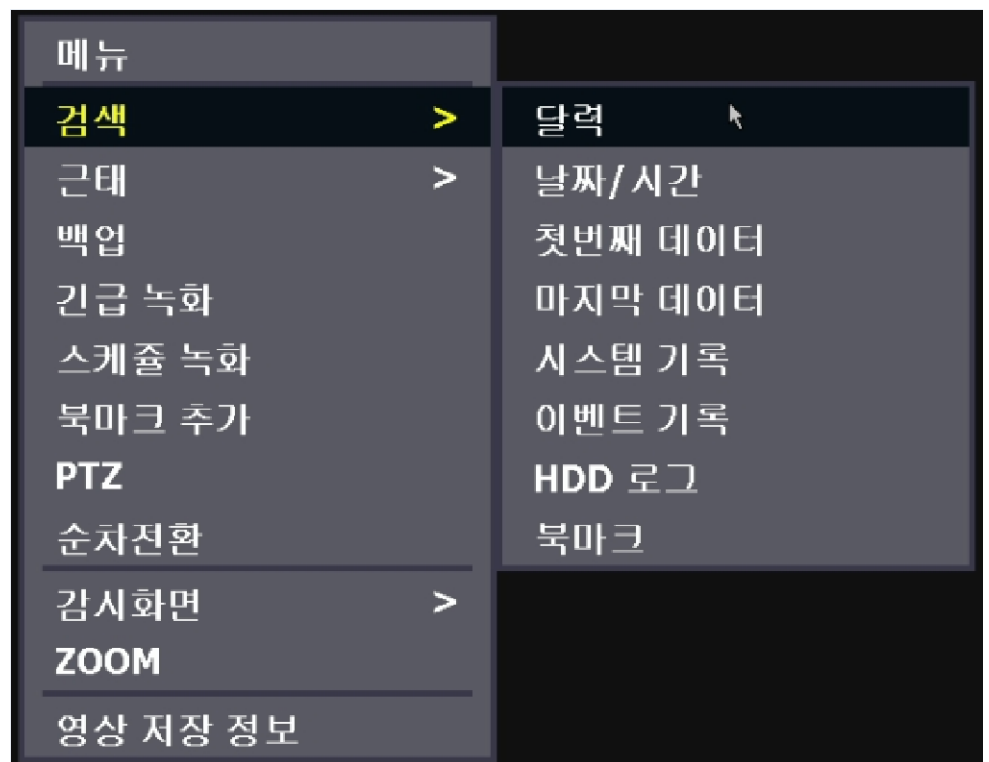 메뉴
검색 >
근태 >
백업
긴급 녹화
스케쥴 녹화
북마크 추가
PTZ
순차전환
감시화면 >
ZOOM
영상 저장 정보
달력
날짜/시간
첫번째 데이터
마지막 데이터
시스템 기록
이벤트 기록
HDD 로그
북마크